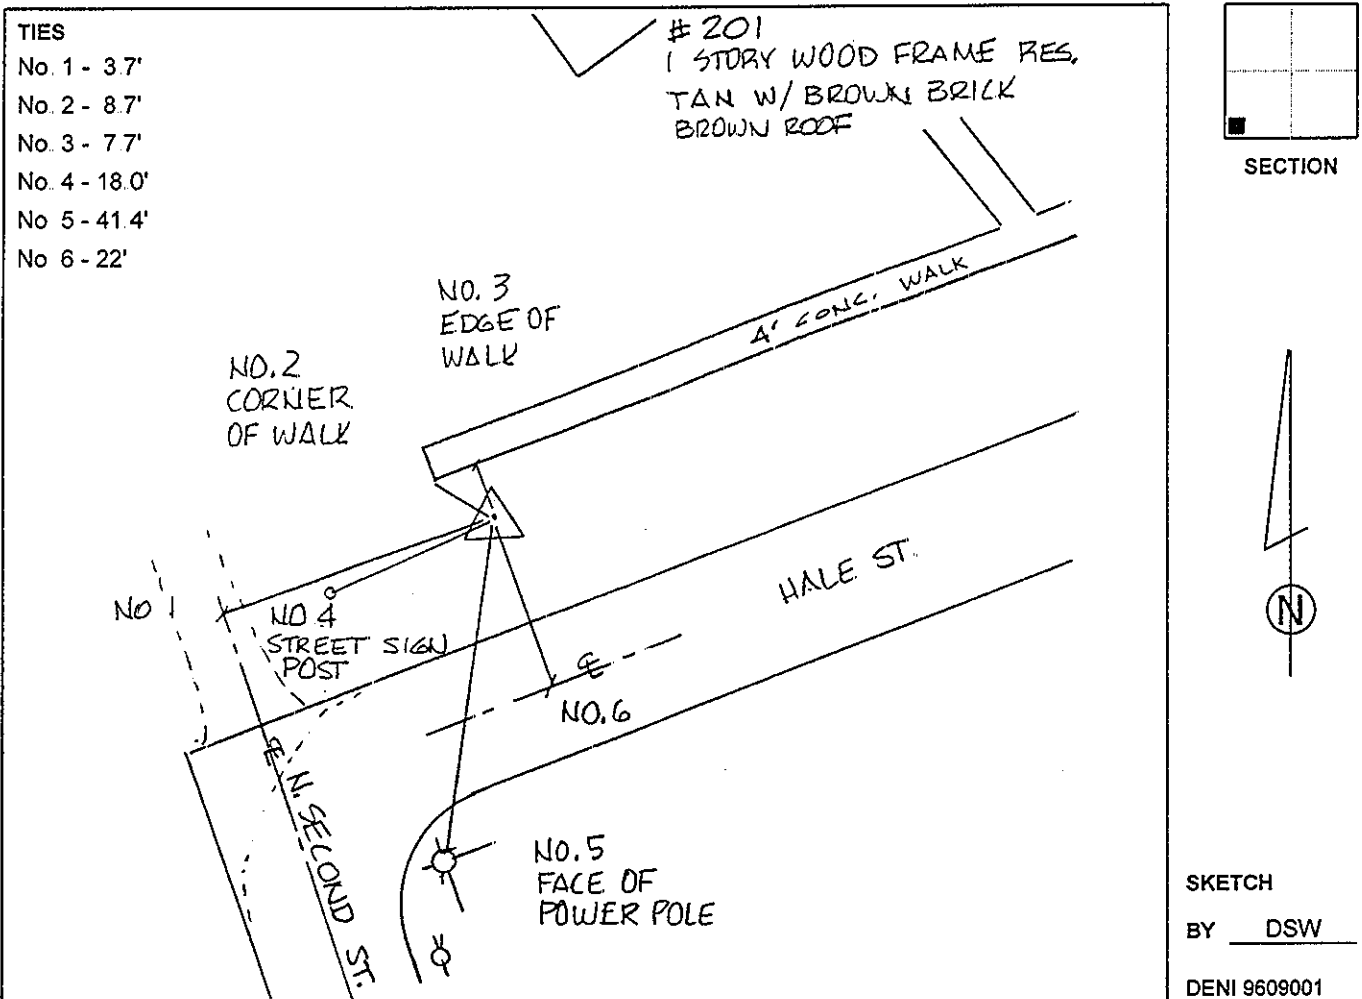 TIES
No. 1 - 3.7'
No. 2 - 8.7'
No. 3 - 7.7'
No. 4 - 18.0'
No 5 - 41.4'
No 6 - 22'
# 201
1 STORY WOOD FRAME RES.
TAN W/ BROWN BRICK
BROWN ROOF
SECTION
NO. 3
EDGE OF
WALK
4' CONC. WALK
NO. 2
CORNER
OF WALK
HALE ST.
NO 1
NO 4
STREET SIGN
POST
℄
NO. 6
N
℄ N. SECOND ST.
NO. 5
FACE OF
POWER POLE
SKETCH
BY DSW
DENI 9609001